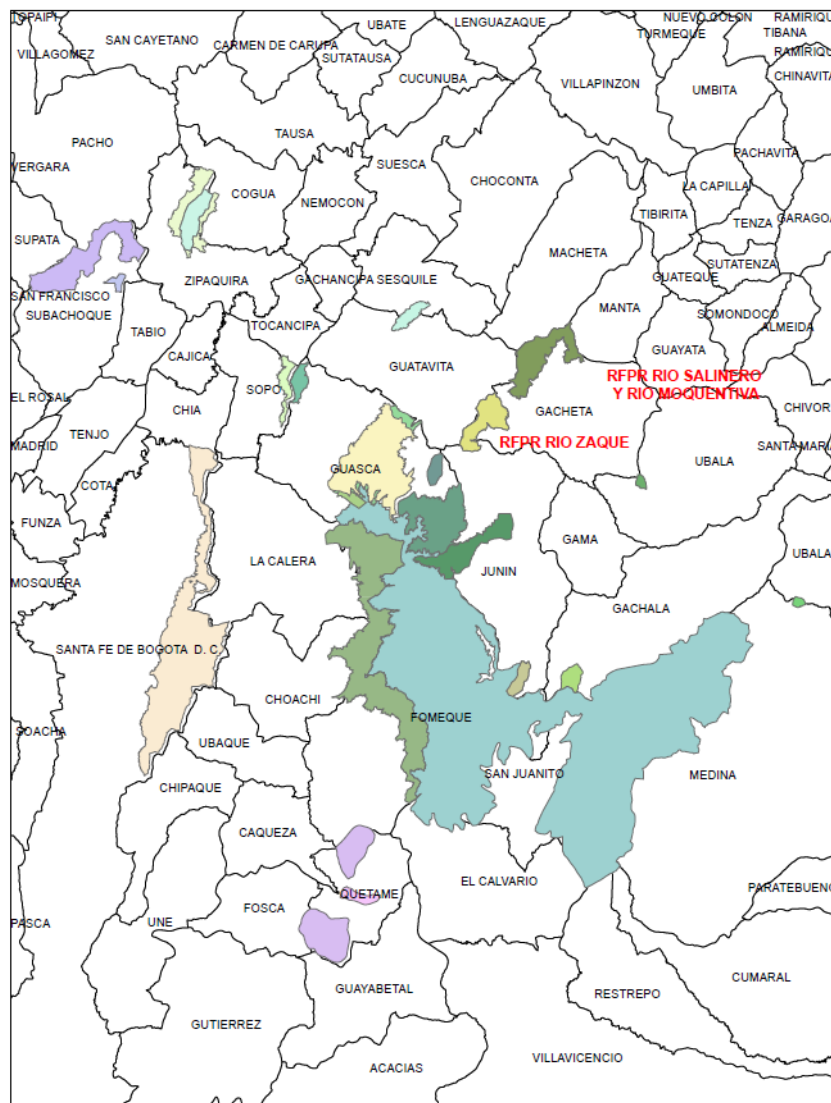 TOPAIPI
UBATE
LENGUAZAQUE
NUEVO COLON
RAMIRIQU
SAN CAYETANO
CARMEN DE CARUPA
TURMEQUE
TIBANA
VILLAGOMEZ
SUTATAUSA
RAMIRIQU
CUCUNUBA
VILLAPINZON
CHINAVITA
UMBITA
TAUSA
PACHO
SUESCA
PACHAVITA
VERGARA
CHOCONTA
COGUA
NEMOCON
LA CAPILLA
TIBIRITA
TENZA
GARAGOA
SUPATA
MACHETA
SUTATENZA
ZIPAQUIRA
GACHANCIPA
SESQUILE
GUATEQUE
SAN FRANCISCO
MANTA
SOMONDOCO
SUBACHOQUE
TOCANCIPA
ALMEIDA
TABIO
GUAYATA
CAJICA
GUATAVITA
RFPR RIO SALINERO
Y RIO MOQUENTIVA
SOPO
EL ROSAL
CHIA
GACHETA
CHIVOR
TENJO
RFPR RIO ZAQUE
MADRID
SANTA MARIA
UBALA
GUASCA
COTA
FUNZA
GAMA
UBALA
LA CALERA
JUNIN
MOSQUERA
GACHALA
SANTA FE DE BOGOTA D. C.
CHOACHI
FOMEQUE
SOACHA
UBAQUE
SAN JUANITO
MEDINA
CHIPAQUE
CAQUEZA
EL CALVARIO
PARATEBUENO
QUETAME
FOSCA
PASCA
UNE
CUMARAL
GUAYABETAL
RESTREPO
GUTIERREZ
VILLAVICENCIO
ACACIAS